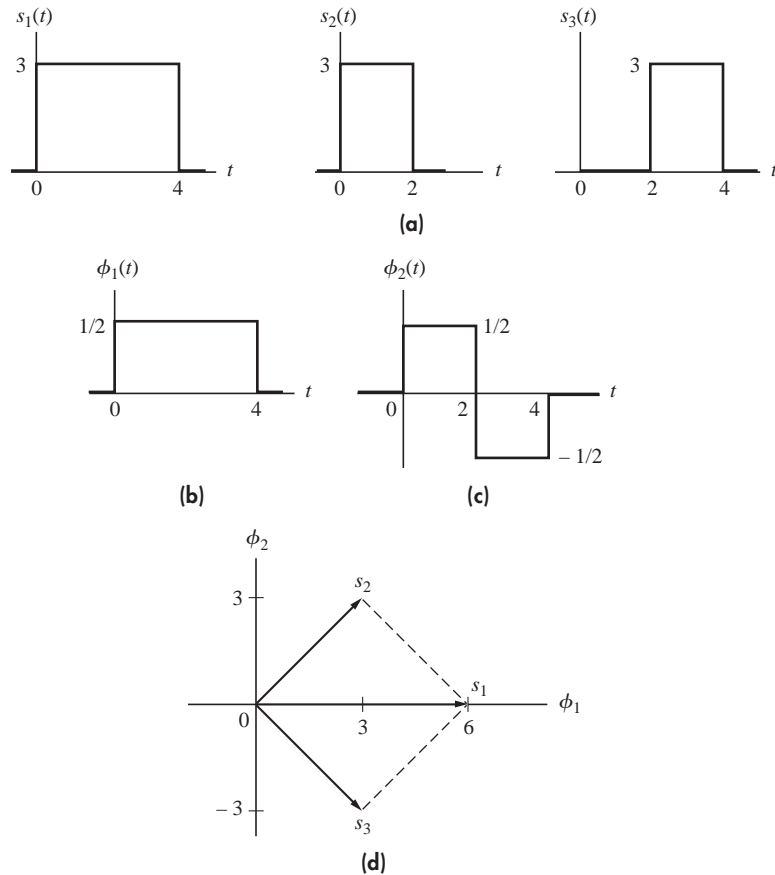 s₁(t) s₂(t) s₃(t)
3 3 3
0 4 t 0 2 t 0 2 4 t
(a)
ϕ₁(t) ϕ₂(t)
1/2 1/2
0 4 t 0 2 4 t
– 1/2
(b) (c)
ϕ₂
s₂
3
s₁
0 3 6 ϕ₁
– 3
s₃
(d)